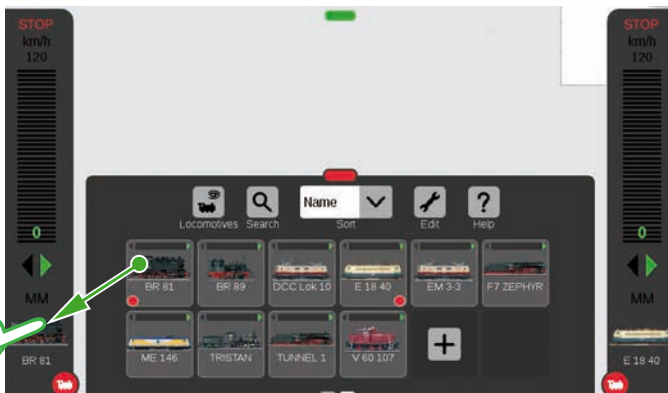 STOP
km/h
120
0
MM
BR 81
Name
Locomotives Search Sort Edit Help
BR 81 BR 89 DCC Lok 10 E 18 40 EM 3-3 F7 ZEPHYR
ME 146 TRISTAN TUNNEL 1 V 60 107
STOP
km/h
120
0
MM
E 18 40